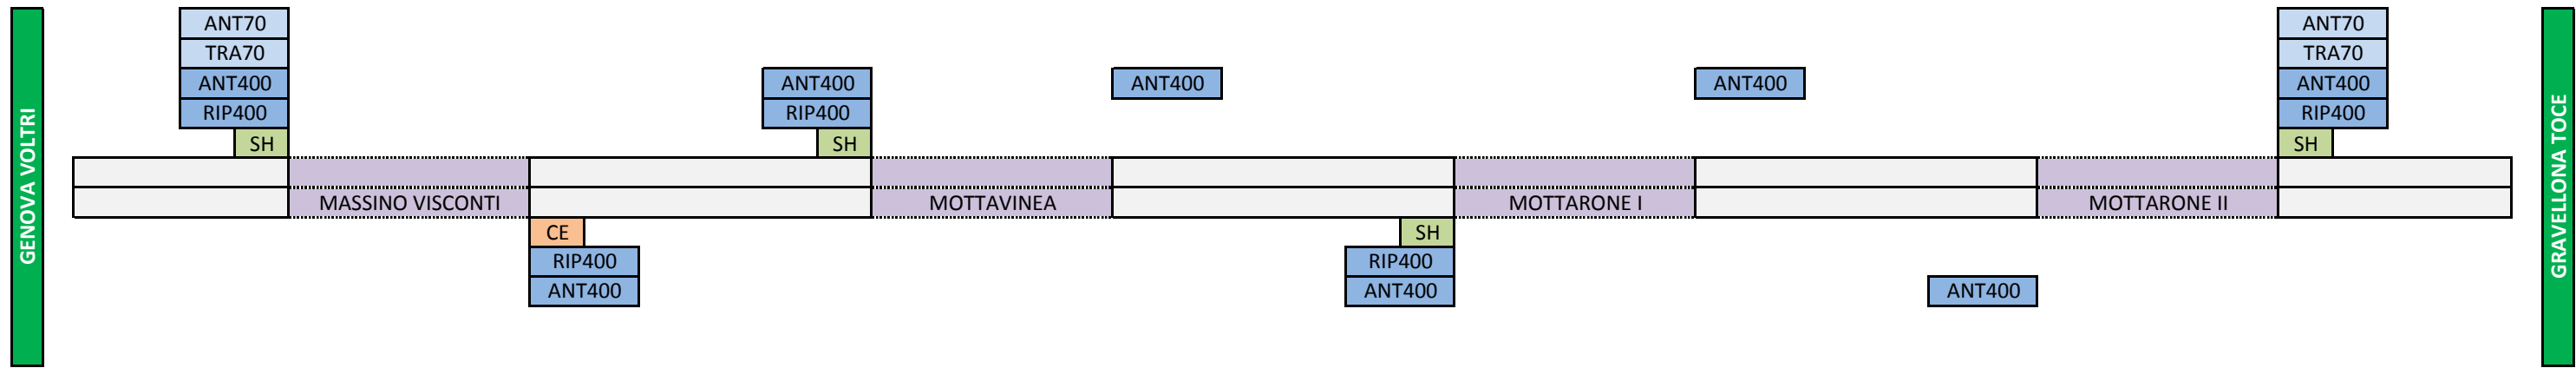 GENOVA VOLTRI
ANT70
TRA70
ANT400
RIP400
SH
ANT400
RIP400
SH
ANT400
ANT400
ANT70
TRA70
ANT400
RIP400
SH
MASSINO VISCONTI
MOTTAVINEA
MOTTARONE I
MOTTARONE II
CE
RIP400
ANT400
SH
RIP400
ANT400
ANT400
GRAVELLONA TOCE